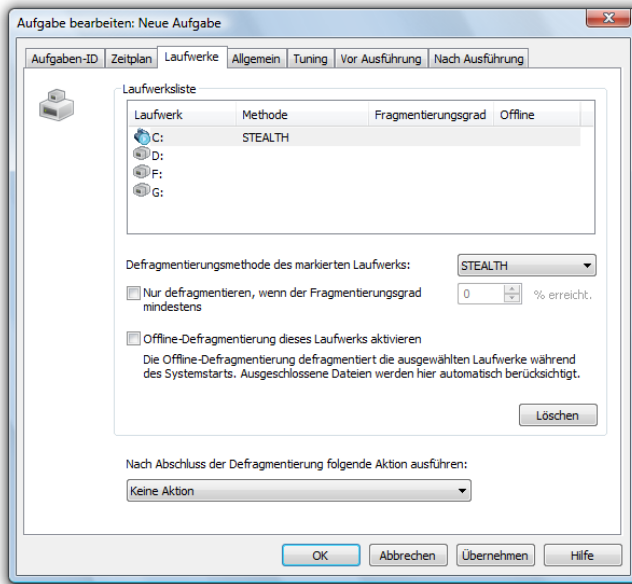 Aufgabe bearbeiten: Neue Aufgabe
Aufgaben-ID Zeitplan Laufwerke Allgemein Tuning Vor Ausführung Nach Ausführung
Laufwerksliste
Laufwerk Methode Fragmentierungsgrad Offline
C: STEALTH
D:
F:
G:
Defragmentierungsmethode des markierten Laufwerks: STEALTH
Nur defragmentieren, wenn der Fragmentierungsgrad 0 % erreicht.
mindestens
Offline-Defragmentierung dieses Laufwerks aktivieren
Die Offline-Defragmentierung defragmentiert die ausgewählten Laufwerke während
des Systemstarts. Ausgeschlossene Dateien werden hier automatisch berücksichtigt.
Löschen
Nach Abschluss der Defragmentierung folgende Aktion ausführen:
Keine Aktion
OK Abbrechen Übernehmen Hilfe